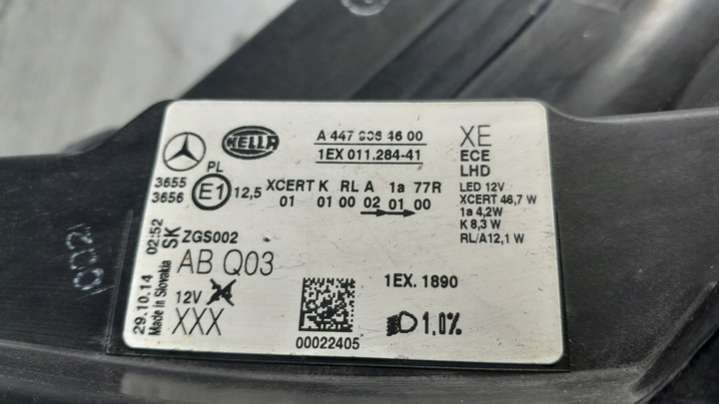 HELLA
A 447 906 46 00
1EX 011.284-41
XE
ECE
LHD
PL
3655
3656
E1
12,5
XCERT K RL A 1a 77R
01 01 00 02 01 00
LED 12V
XCERT 46,7 W
1a 4,2W
K 8,3 W
RL/A12,1 W
29.10.14 02:52
Made in Slovakia SK
ZGS002
AB Q03
12V
XXX
00022405
1EX. 1890
1,0%